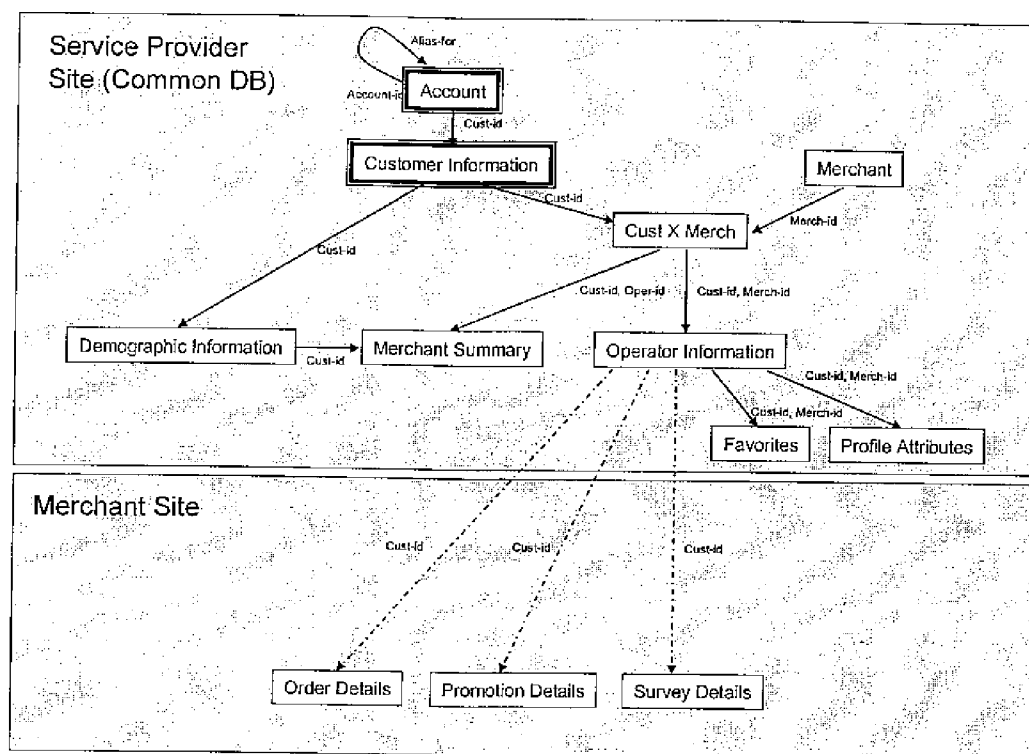 Service Provider
Site (Common DB)
Alias-for
Account-id
Account
Cust-id
Customer Information
Merchant
Cust-id
Merch-id
Cust X Merch
Cust-id
Cust-id, Oper-id
Cust-id, Merch-id
Demographic Information
Cust-id
Merchant Summary
Operator Information
Cust-id, Merch-id
Cust-id, Merch-id
Favorites
Profile Attributes
Merchant Site
Cust-id
Cust-id
Cust-id
Order Details
Promotion Details
Survey Details